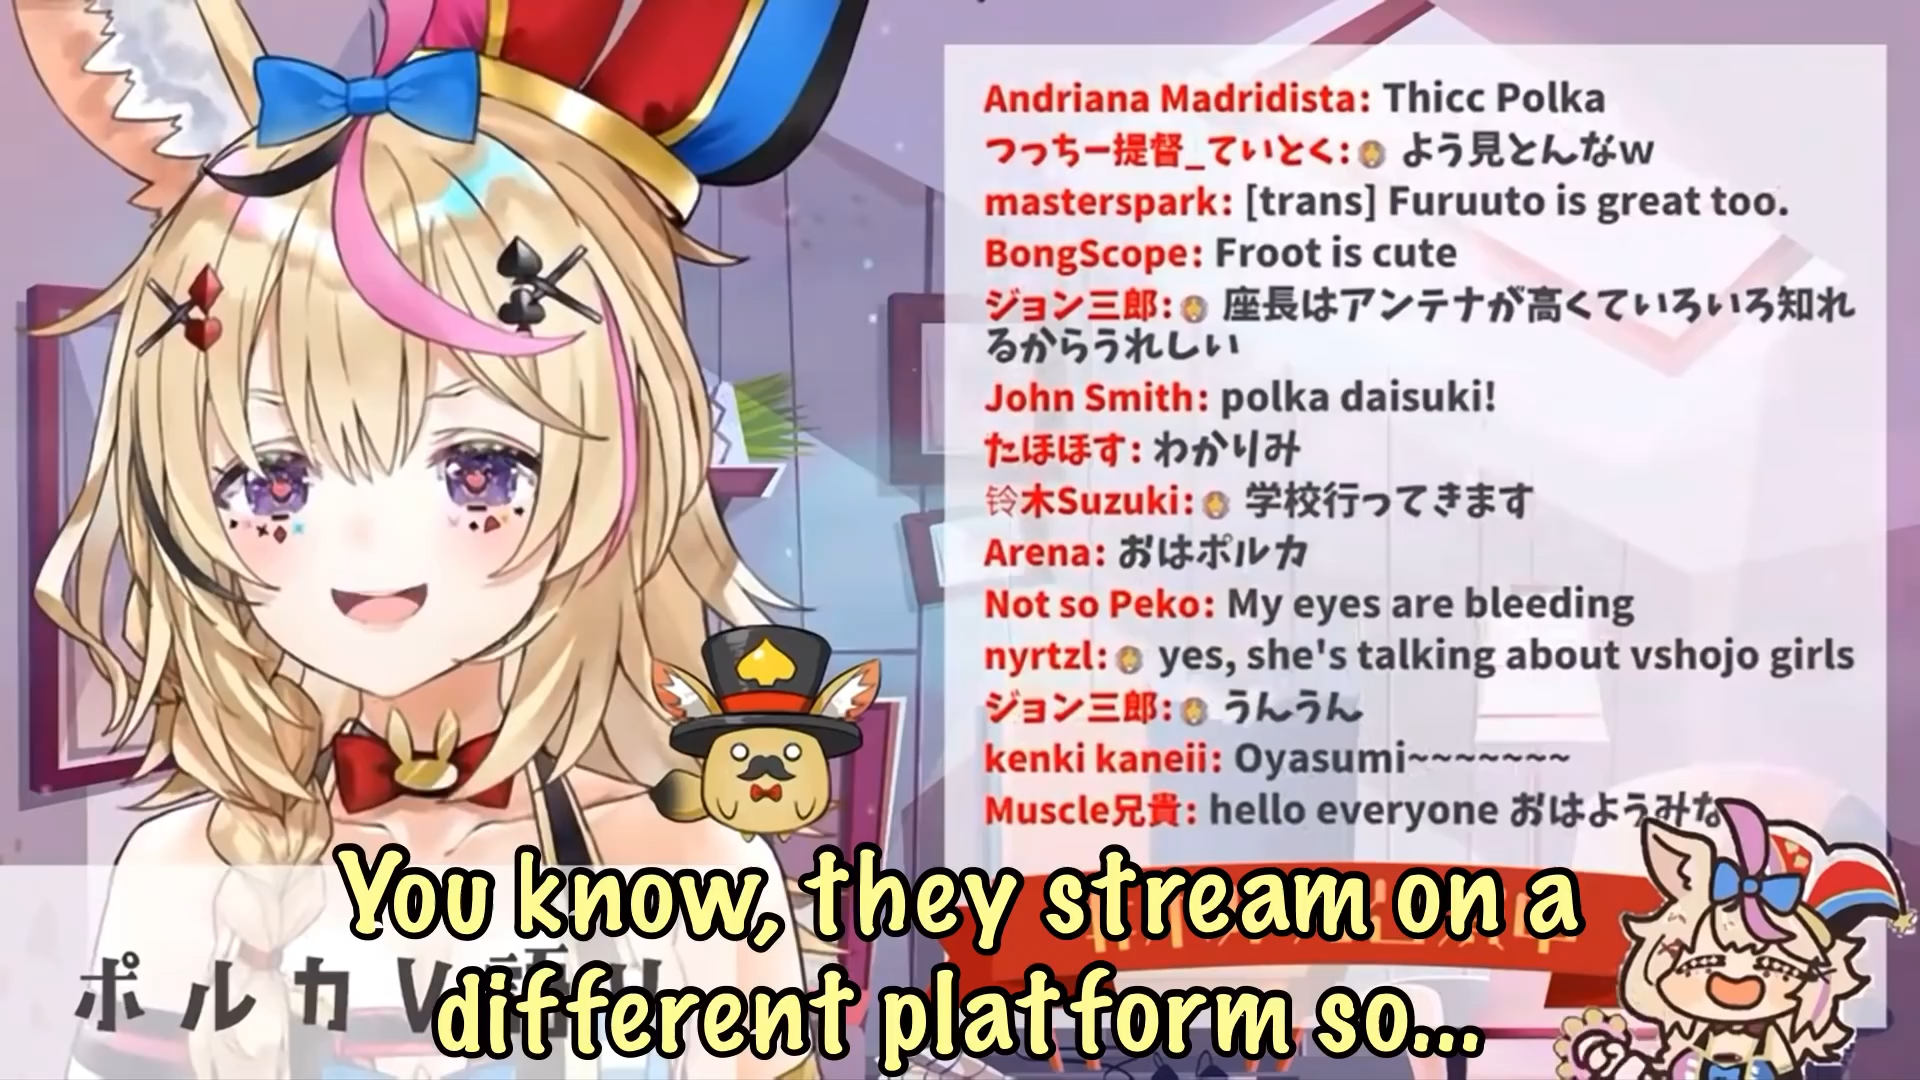 Andriana Madridista: Thicc Polka
つっちー提督_ていとく: よう見とんなw
masterspark: [trans] Furuuto is great too.
BongScope: Froot is cute
ジョン三郎: 座長はアンテナが高くていろいろ知れ
るからうれしい
John Smith: polka daisuki!
たほほす: わかりみ
铃木Suzuki: 学校行ってきます
Arena: おはポルカ
Not so Peko: My eyes are bleeding
nyrtzl: yes, she's talking about vshojo girls
ジョン三郎: うんうん
kenki kaneii: Oyasumi~~~~~~~
Muscle兄貴: hello everyone おはようみな
You know, they stream on a
different platform so...
ポルカV